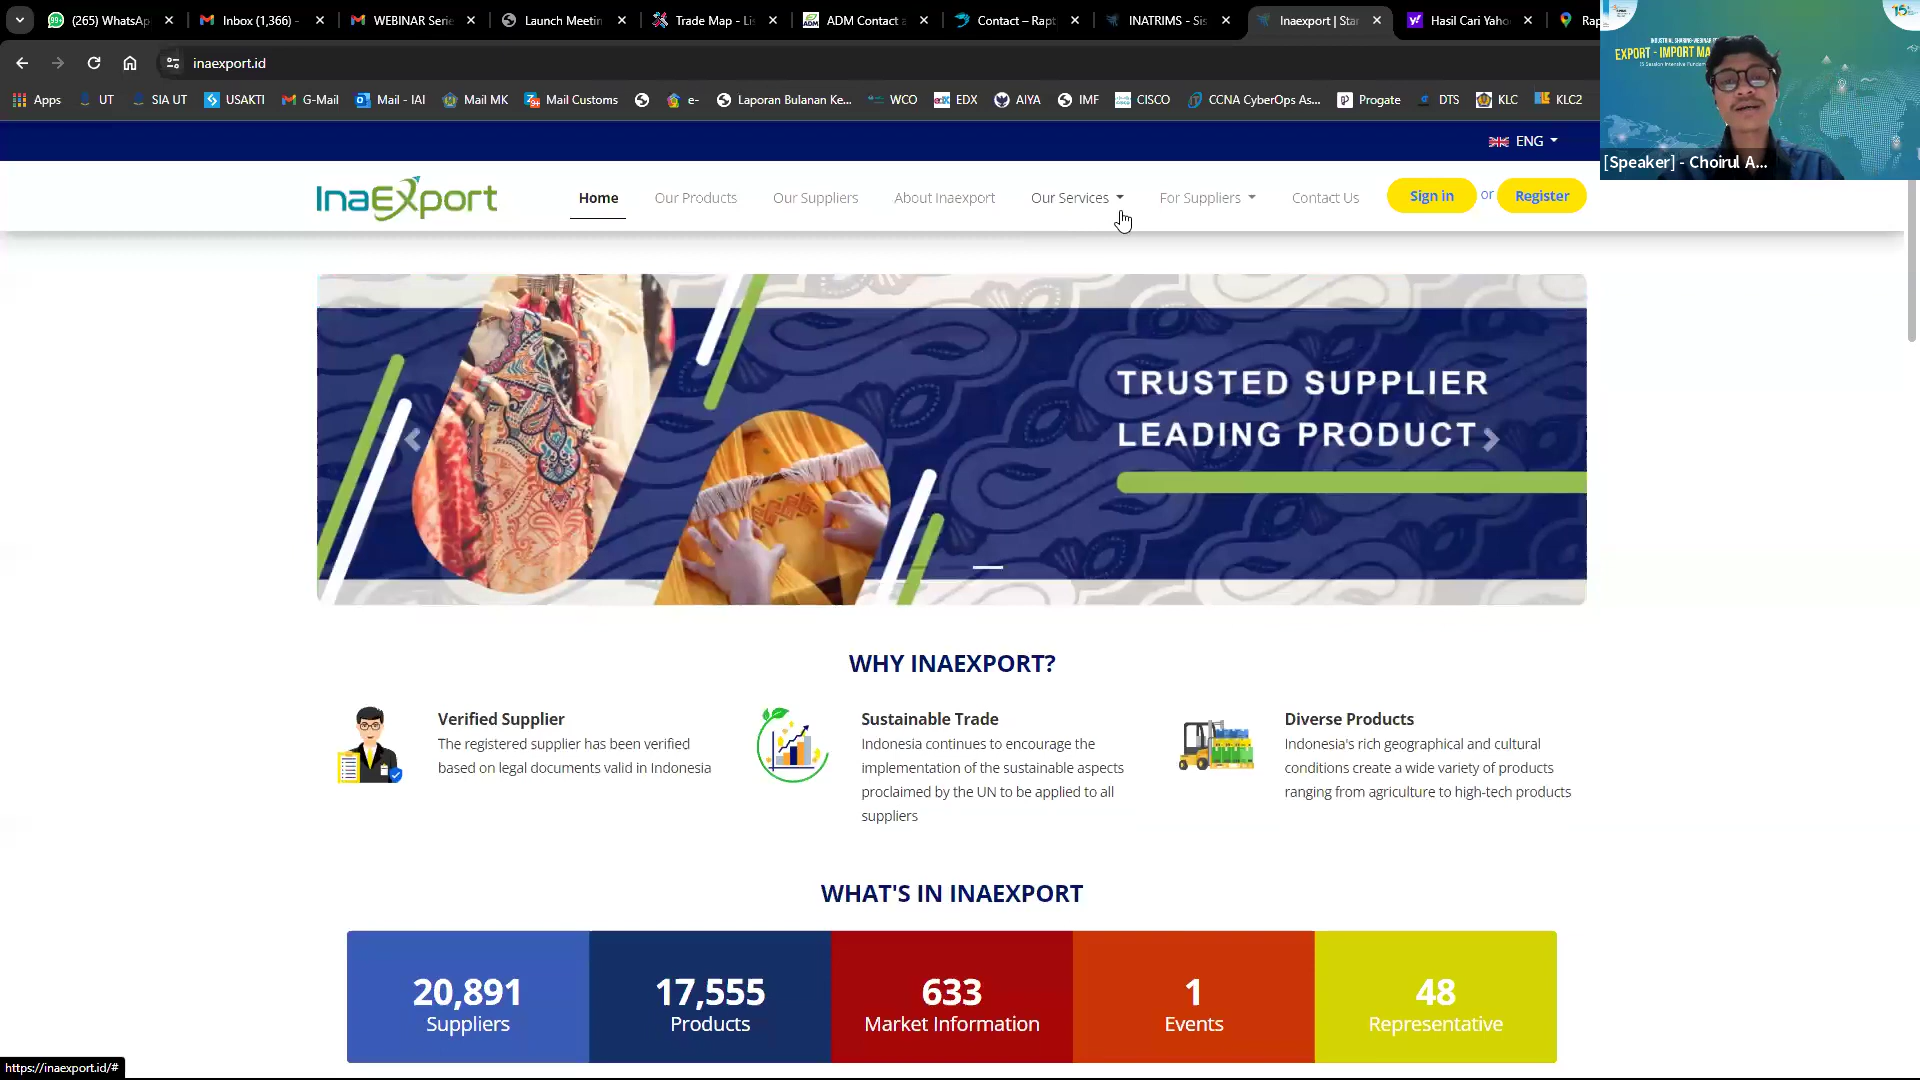 (265) WhatsAp
Inbox (1,366) -
WEBINAR Serie
Launch Meetin
Trade Map - Lis
ADM Contact a
Contact – Rapt
INATRIMS - Sis
Inaexport | Star
Hasil Cari Yaho
Rap
inaexport.id
Apps
UT
SIA UT
USAKTI
G-Mail
Mail - IAI
Mail MK
Mail Customs
e-
Laporan Bulanan Ke...
WCO
EDX
AIYA
IMF
CISCO
CCNA CyberOps As...
Progate
DTS
KLC
KLC2
EXPORT - IMPORT MA
[Speaker] - Choirul A...
ENG
InaExport
Home
Our Products
Our Suppliers
About Inaexport
Our Services
For Suppliers
Contact Us
Sign in or Register
TRUSTED SUPPLIER
LEADING PRODUCT
WHY INAEXPORT?
Verified Supplier
The registered supplier has been verified
based on legal documents valid in Indonesia
Sustainable Trade
Indonesia continues to encourage the
implementation of the sustainable aspects
proclaimed by the UN to be applied to all
suppliers
Diverse Products
Indonesia's rich geographical and cultural
conditions create a wide variety of products
ranging from agriculture to high-tech products
WHAT'S IN INAEXPORT
20,891
Suppliers
17,555
Products
633
Market Information
1
Events
48
Representative
https://inaexport.id/#